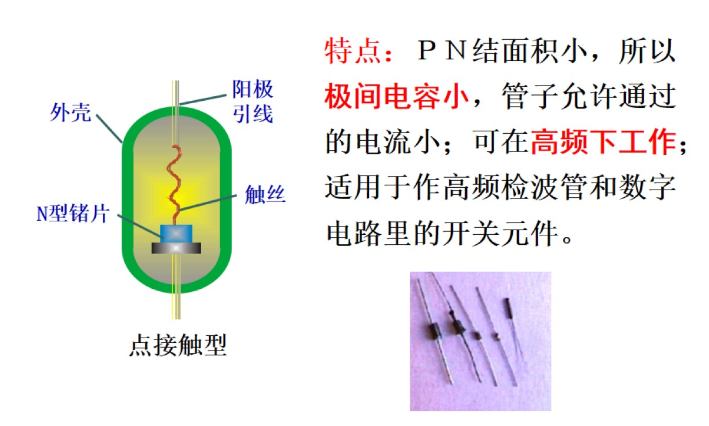 外壳
阳极
引线
触丝
N型锗片
点接触型
特点：ＰＮ结面积小，所以
极间电容小，管子允许通过
的电流小；可在高频下工作；
适用于作高频检波管和数字
电路里的开关元件。